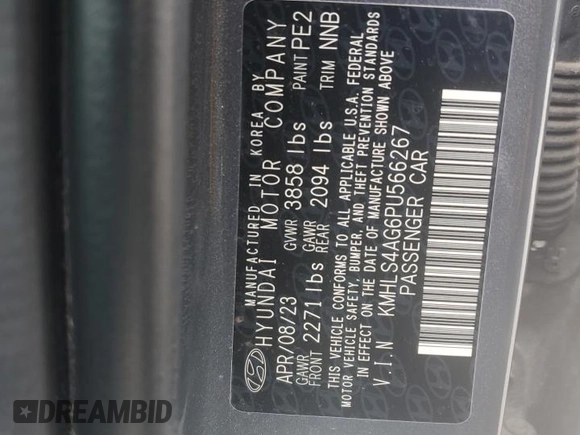 MANUFACTURED IN KOREA BY
HYUNDAI MOTOR COMPANY
APR/08/23 GVWR 3858 lbs PAINT PE2
GAWR FRONT 2271 lbs GAWR REAR 2094 lbs TRIM NNB
THIS VEHICLE CONFORMS TO ALL APPLICABLE U.S.A. FEDERAL
MOTOR VEHICLE SAFETY, BUMPER, AND THEFT PREVENTION STANDARDS
IN EFFECT ON THE DATE OF MANUFACTURE SHOWN ABOVE
V.I.N KMHLS4AG6PU566267
PASSENGER CAR
DREAMBID